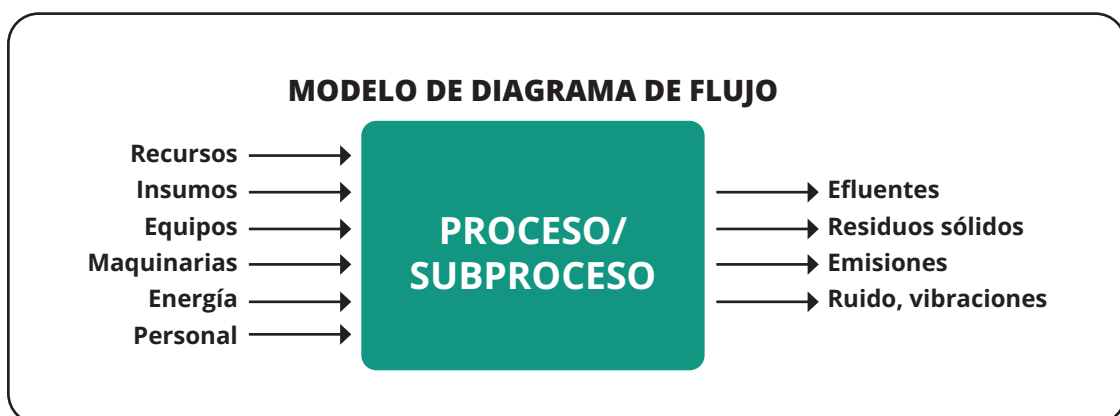 MODELO DE DIAGRAMA DE FLUJO
Recursos
Insumos
Equipos
Maquinarias
Energía
Personal
PROCESO/
SUBPROCESO
Efluentes
Residuos sólidos
Emisiones
Ruido, vibraciones